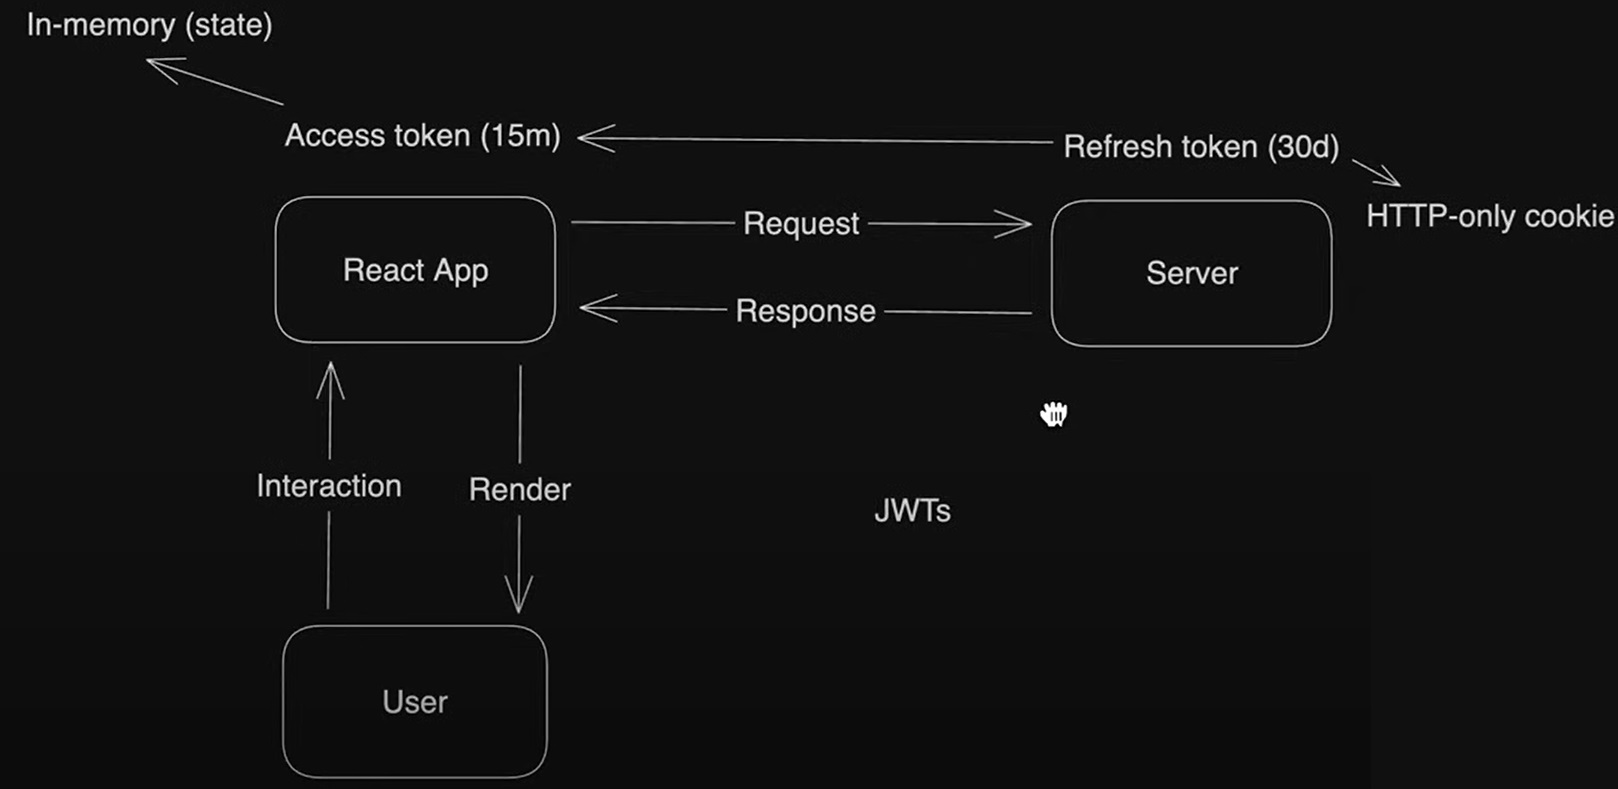 In-memory (state)
Access token (15m)
Refresh token (30d)
HTTP-only cookie
Request
React App
Server
Response
Interaction
Render
JWTs
User